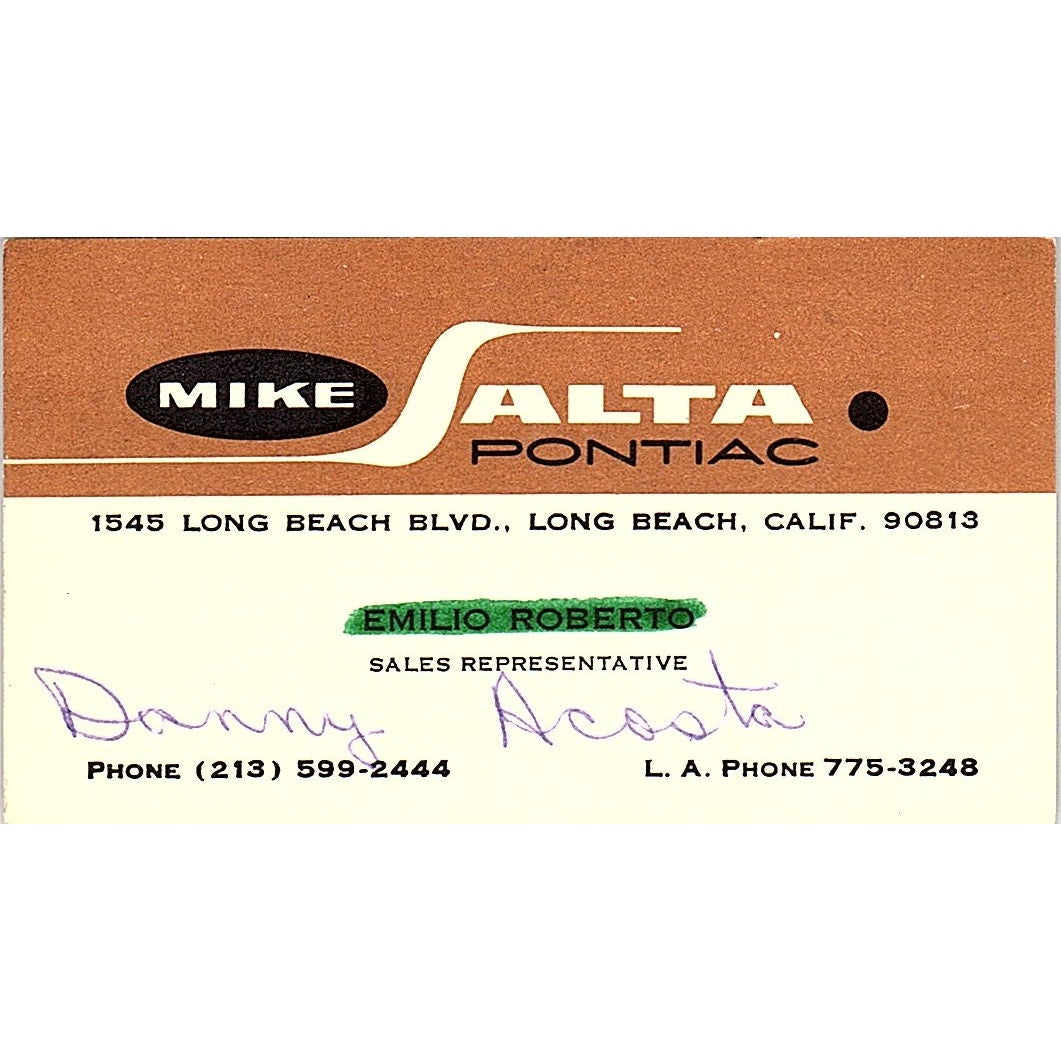 MIKE SALTA
PONTIAC
1545 LONG BEACH BLVD., LONG BEACH, CALIF. 90813
EMILIO ROBERTO
SALES REPRESENTATIVE
Danny Acosta
PHONE (213) 599-2444 L. A. PHONE 775-3248